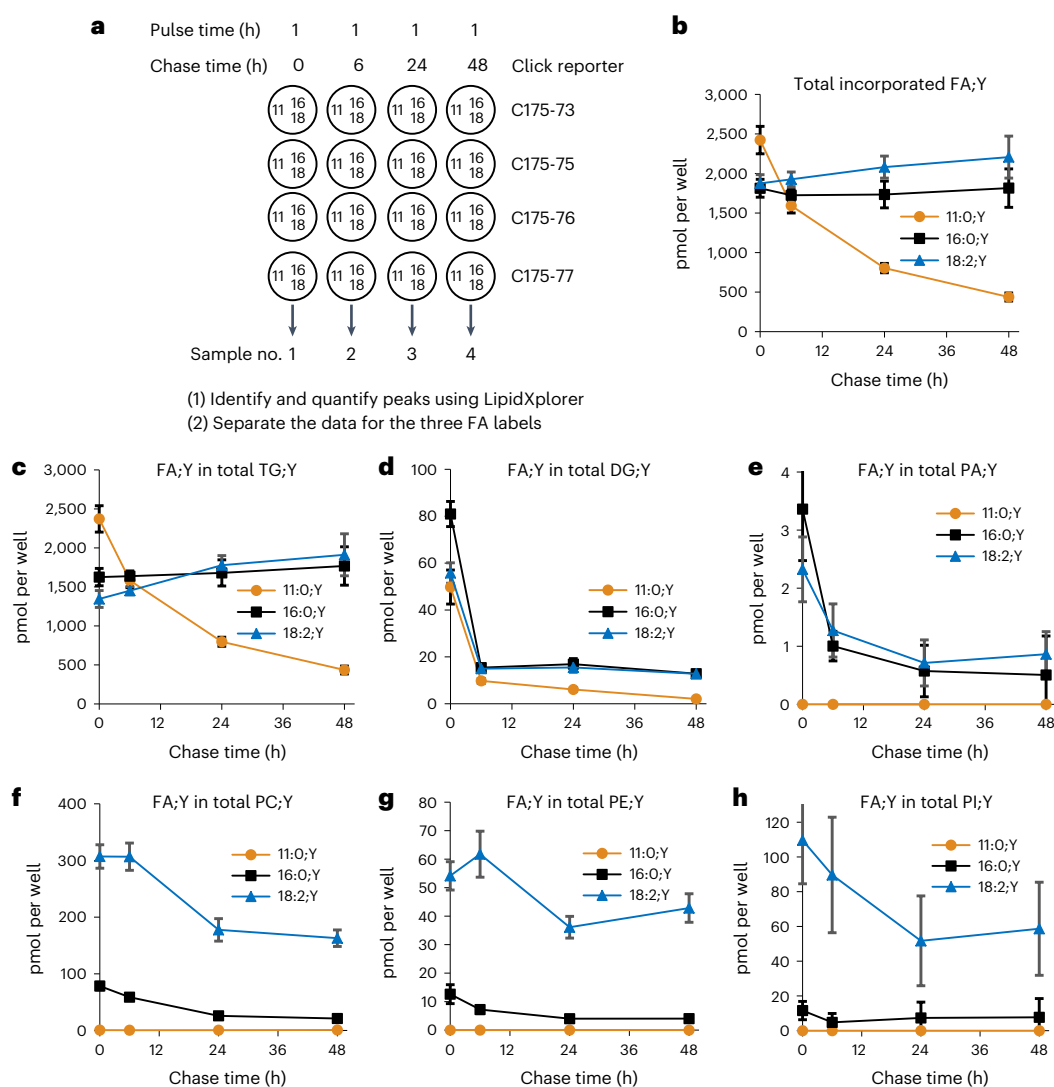 a
Pulse time (h) 1 1 1 1
Chase time (h) 0 6 24 48 Click reporter
11 16 18 11 16 18 11 16 18 11 16 18 C175-73
11 16 18 11 16 18 11 16 18 11 16 18 C175-75
11 16 18 11 16 18 11 16 18 11 16 18 C175-76
11 16 18 11 16 18 11 16 18 11 16 18 C175-77
Sample no. 1 2 3 4
(1) Identify and quantify peaks using LipidXplorer
(2) Separate the data for the three FA labels
b
Total incorporated FA;Y
pmol per well
3,000
2,500
2,000
1,500
1,000
500
0
11:0;Y
16:0;Y
18:2;Y
0 12 24 36 48
Chase time (h)
c
FA;Y in total TG;Y
pmol per well
3,000
2,500
2,000
1,500
1,000
500
0
11:0;Y
16:0;Y
18:2;Y
0 12 24 36 48
Chase time (h)
d
FA;Y in total DG;Y
pmol per well
100
80
60
40
20
0
11:0;Y
16:0;Y
18:2;Y
0 12 24 36 48
Chase time (h)
e
FA;Y in total PA;Y
pmol per well
4
3
2
1
0
11:0;Y
16:0;Y
18:2;Y
0 12 24 36 48
Chase time (h)
f
FA;Y in total PC;Y
pmol per well
400
300
200
100
0
11:0;Y
16:0;Y
18:2;Y
0 12 24 36 48
Chase time (h)
g
FA;Y in total PE;Y
pmol per well
80
70
60
50
40
30
20
10
0
11:0;Y
16:0;Y
18:2;Y
0 12 24 36 48
Chase time (h)
h
FA;Y in total PI;Y
pmol per well
120
100
80
60
40
20
0
11:0;Y
16:0;Y
18:2;Y
0 12 24 36 48
Chase time (h)